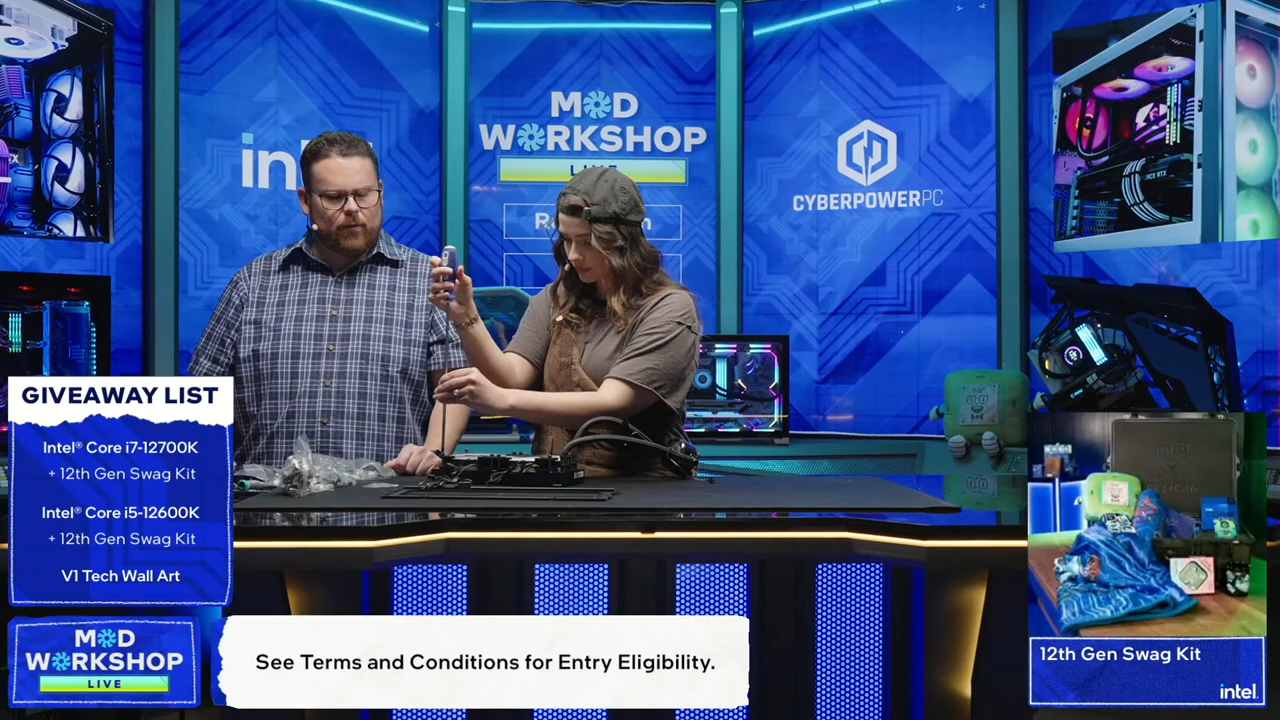 MOD
WORKSHOP
LIVE
CYBERPOWERPC
GIVEAWAY LIST
Intel® Core i7-12700K
+ 12th Gen Swag Kit
Intel® Core i5-12600K
+ 12th Gen Swag Kit
V1 Tech Wall Art
MOD
WORKSHOP
LIVE
See Terms and Conditions for Entry Eligibility.
12th Gen Swag Kit
intel.